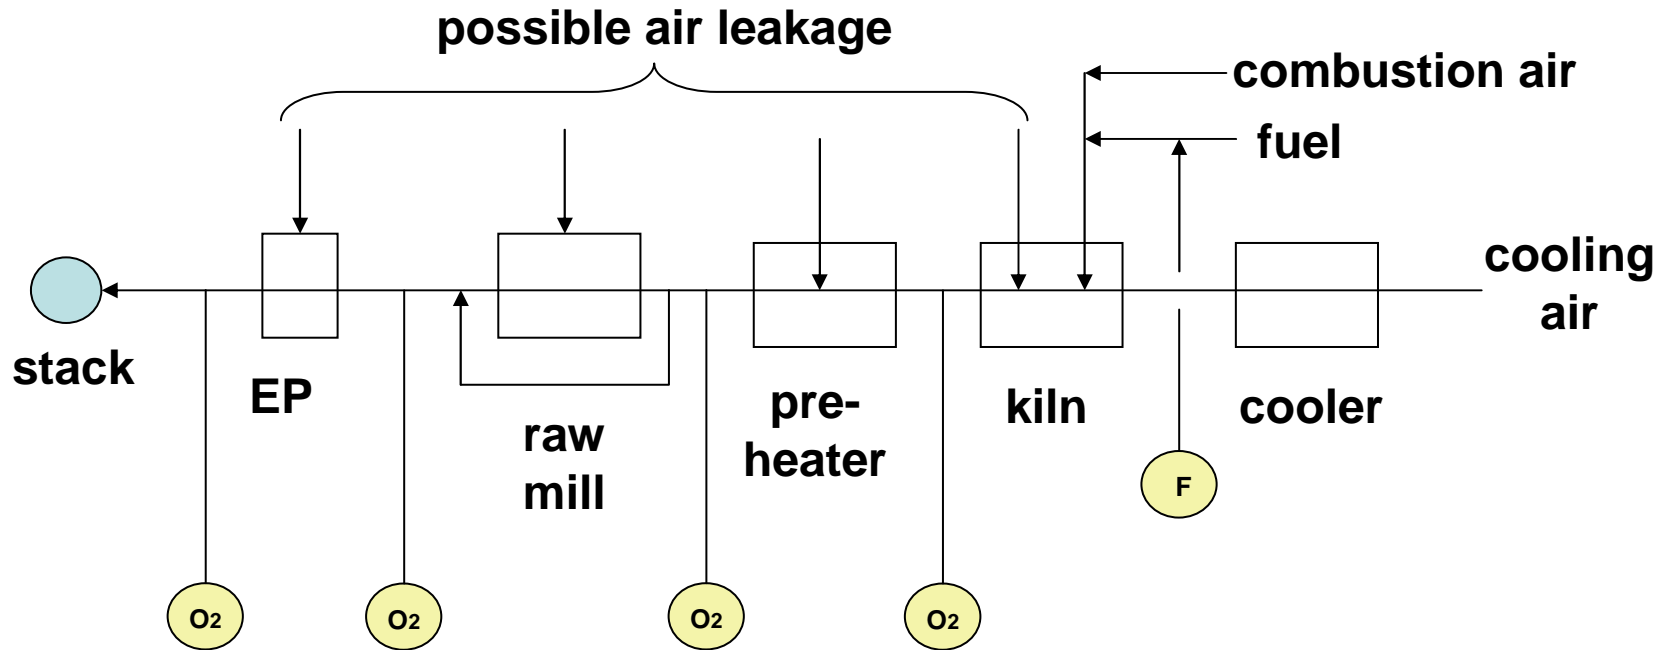 possible air leakage
combustion air
fuel
cooling
air
stack
EP
raw
mill
pre-
heater
kiln
cooler
F
O2
O2
O2
O2